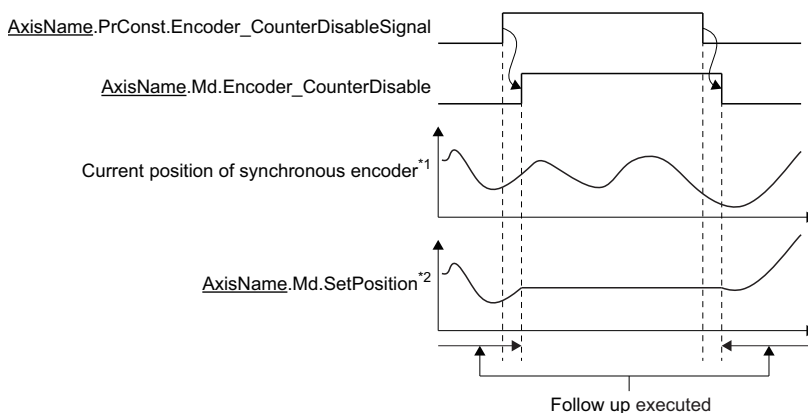 AxisName.PrConst.Encoder_CounterDisableSignal
AxisName.Md.Encoder_CounterDisable
Current position of synchronous encoder*1
AxisName.Md.SetPosition*2
Follow up executed